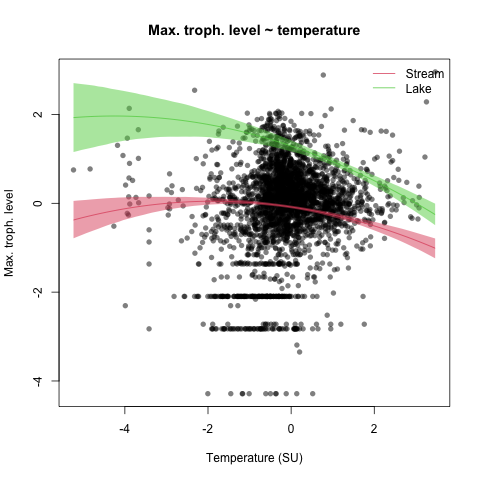 Max. troph. level ~ temperature
Stream
Lake
Max. troph. level
2
0
-2
-4
-4
-2
0
2
Temperature (SU)